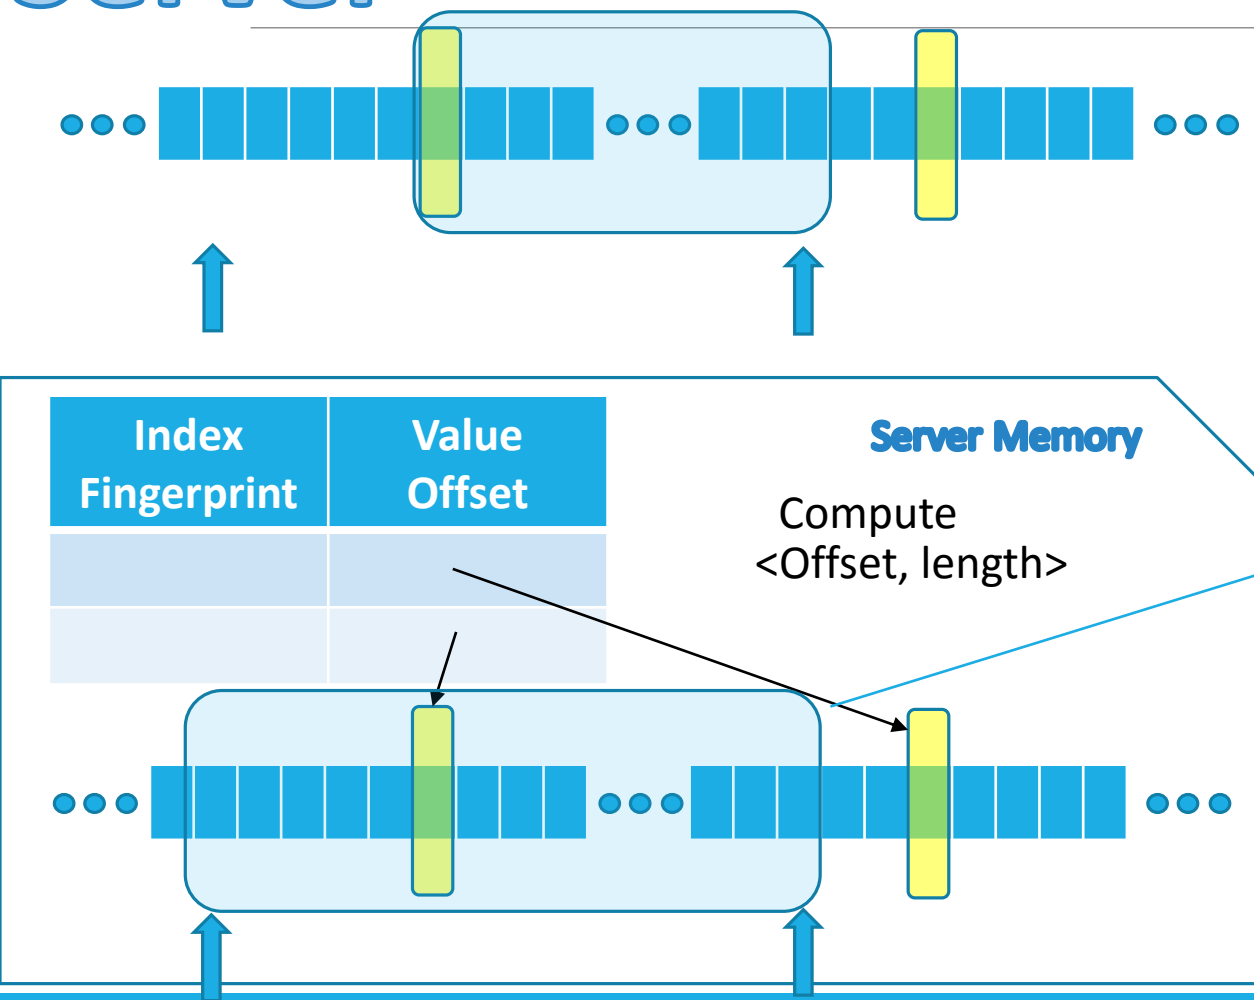 Index
Fingerprint
Value
Offset
Server Memory
Compute
<Offset, length>